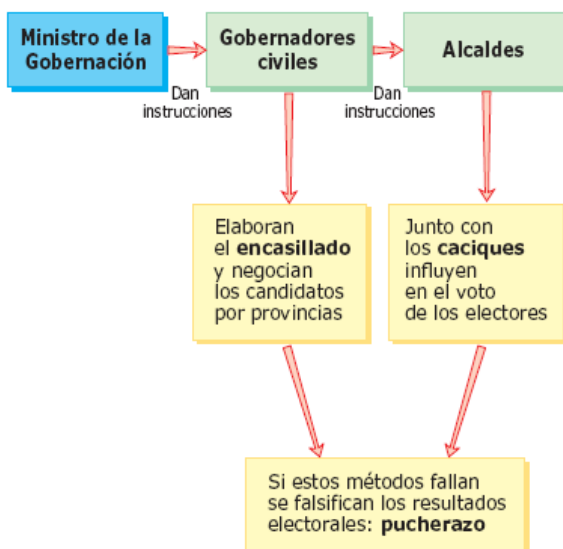 Ministro de la
Gobernación
Dan
instrucciones
Gobernadores
civiles
Dan
instrucciones
Alcaldes
Elaboran
el encasillado
y negocian
los candidatos
por provincias
Junto con
los caciques
influyen
en el voto
de los electores
Si estos métodos fallan
se falsifican los resultados
electorales: pucherazo